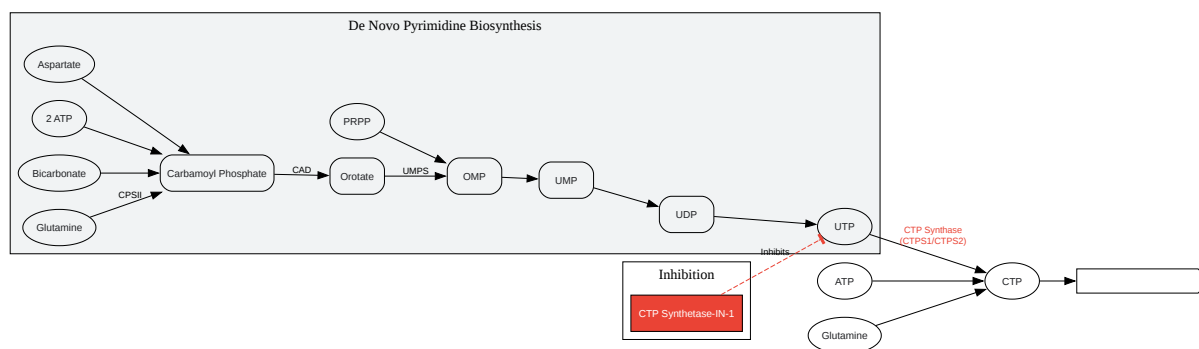 De Novo Pyrimidine Biosynthesis
Aspartate
2 ATP
PRPP
Bicarbonate
Carbamoyl Phosphate
CAD
Orotate
UMPS
OMP
UMP
CPSII
Glutamine
UDP
UTP
CTP Synthase
(CTPS1/CTPS2)
Inhibits
Inhibition
CTP Synthetase-IN-1
ATP
CTP
Glutamine